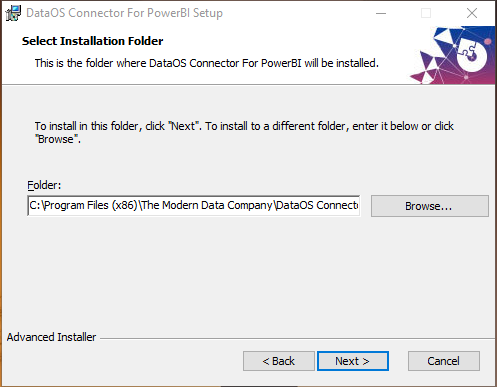 DataOS Connector For PowerBI Setup
Select Installation Folder
This is the folder where DataOS Connector For PowerBI will be installed.
To install in this folder, click "Next". To install to a different folder, enter it below or click
"Browse".
Folder:
C:\Program Files (x86)\The Modern Data Company\DataOS Connecto
Browse...
Advanced Installer
< Back
Next >
Cancel